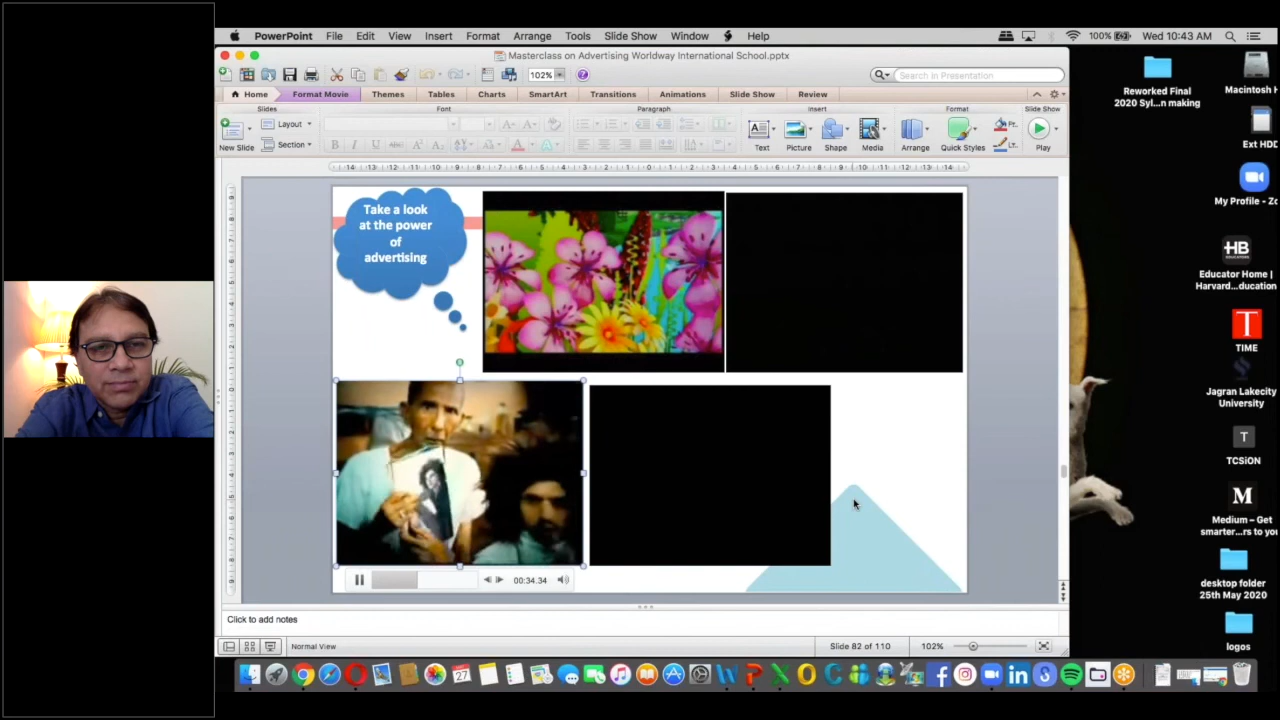 PowerPoint File Edit View Insert Format Arrange Tools Slide Show Window Help
100% Wed 10:43 AM
Masterclass on Advertising Worldway International School.pptx
102%
Search in Presentation
Home Format Movie Themes Tables Charts SmartArt Transitions Animations Slide Show Review
Slides Font Paragraph Insert Format Slide Show
Layout
Section
New Slide
Text Picture Shape Media Arrange Quick Styles Play
Take a look
at the power
of
advertising
00:34.34
Click to add notes
Normal View
Slide 82 of 110
102%
Reworked Final
2020 Syl...n making
Macintosh H
Ext HDD
My Profile - Zo
HB
Educator Home |
Harvard...ducation
T
TIME
Jagran Lakecity
University
T
TCSiON
M
Medium – Get
smarter...rs to you
desktop folder
25th May 2020
logos